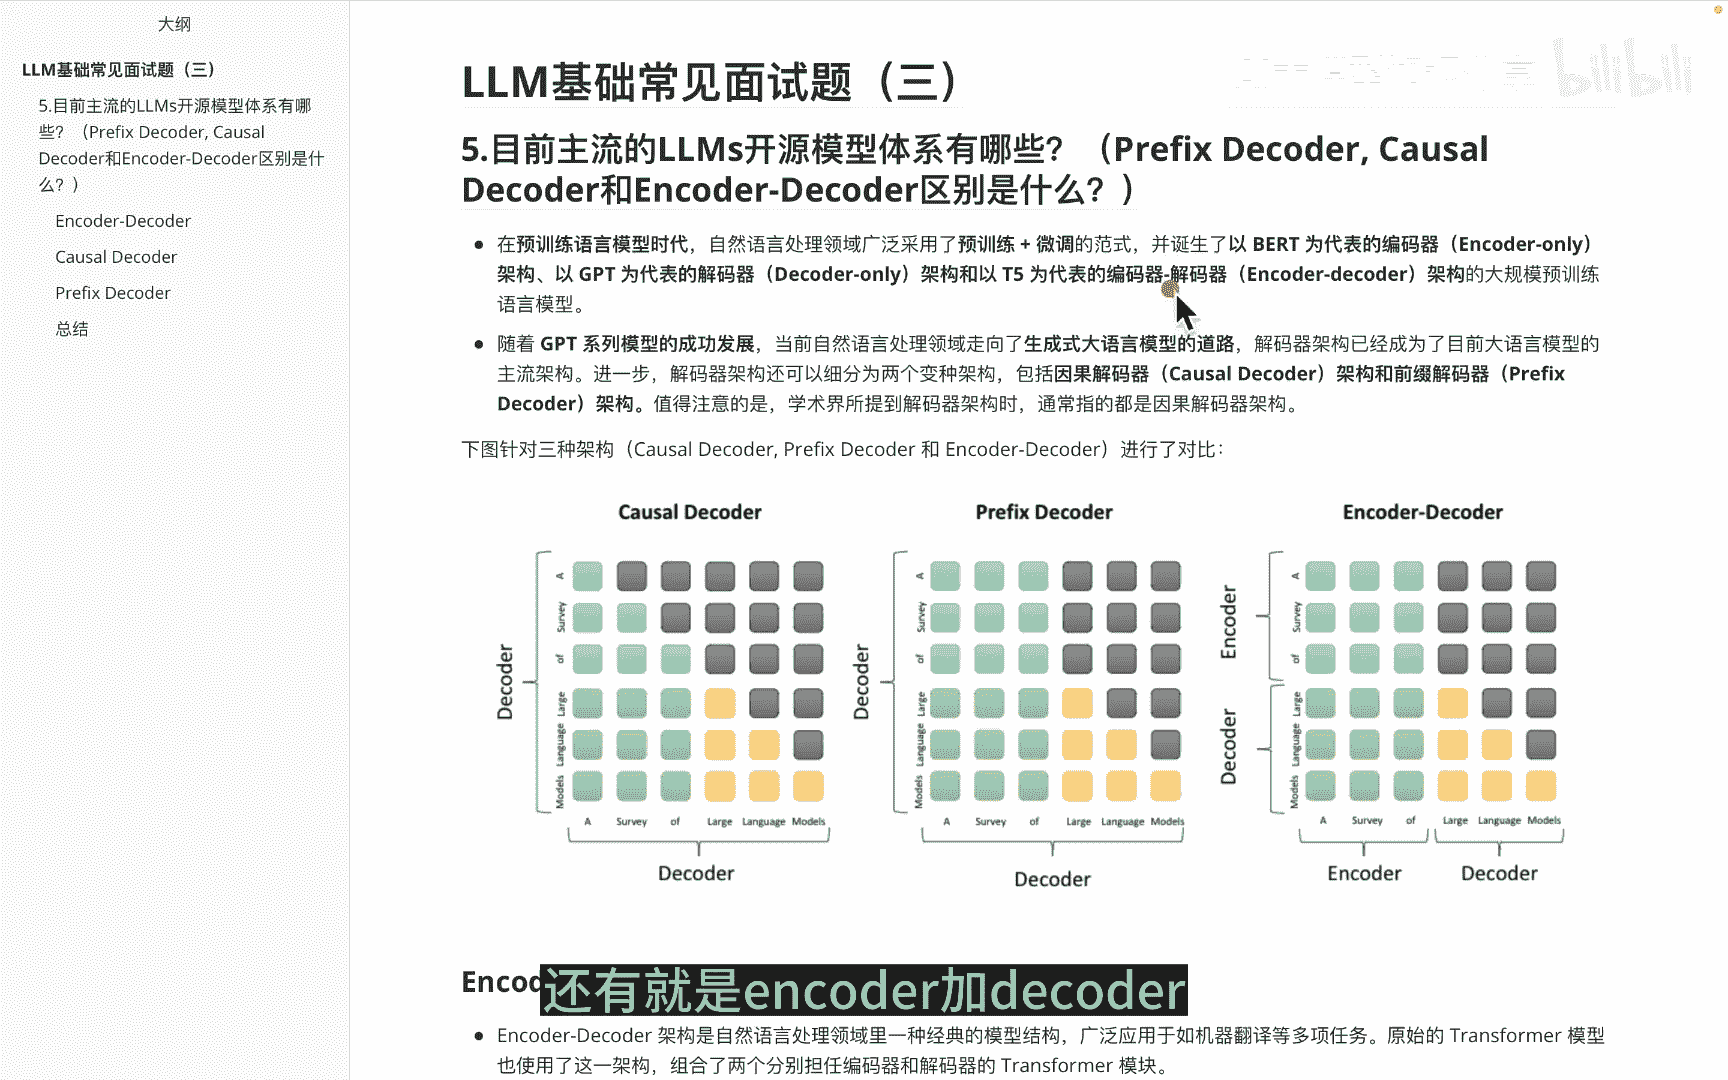 大纲
LLM基础常见面试题（三）
5.目前主流的LLMs开源模型体系有哪
些？（Prefix Decoder, Causal
Decoder和Encoder-Decoder区别是什
么？）
Encoder-Decoder
Causal Decoder
Prefix Decoder
总结
bilibili
LLM基础常见面试题（三）
5.目前主流的LLMs开源模型体系有哪些？（Prefix Decoder, Causal
Decoder和Encoder-Decoder区别是什么？）
在预训练语言模型时代，自然语言处理领域广泛采用了预训练 + 微调的范式，并诞生了以 BERT 为代表的编码器（Encoder-only）
架构、以 GPT 为代表的解码器（Decoder-only）架构和以 T5 为代表的编码器-解码器（Encoder-decoder）架构的大规模预训练
语言模型。
随着 GPT 系列模型的成功发展，当前自然语言处理领域走向了生成式大语言模型的道路，解码器架构已经成为了目前大语言模型的
主流架构。进一步，解码器架构还可以细分为两个变种架构，包括因果解码器（Causal Decoder）架构和前缀解码器（Prefix
Decoder）架构。值得注意的是，学术界所提到解码器架构时，通常指的都是因果解码器架构。
下图针对三种架构（Causal Decoder, Prefix Decoder 和 Encoder-Decoder）进行了对比：
Causal Decoder
Decoder
A
Survey
of
Large
Language
Models
A Survey of Large Language Models
Decoder
Prefix Decoder
Decoder
A
Survey
of
Large
Language
Models
A Survey of Large Language Models
Decoder
Encoder-Decoder
Encoder
Decoder
A
Survey
of
Large
Language
Models
A Survey of Large Language Models
Encoder Decoder
Encod
还有就是encoder加decoder
Encoder-Decoder 架构是自然语言处理领域里一种经典的模型结构，广泛应用于如机器翻译等多项任务。原始的 Transformer 模型
也使用了这一架构，组合了两个分别担任编码器和解码器的 Transformer 模块。